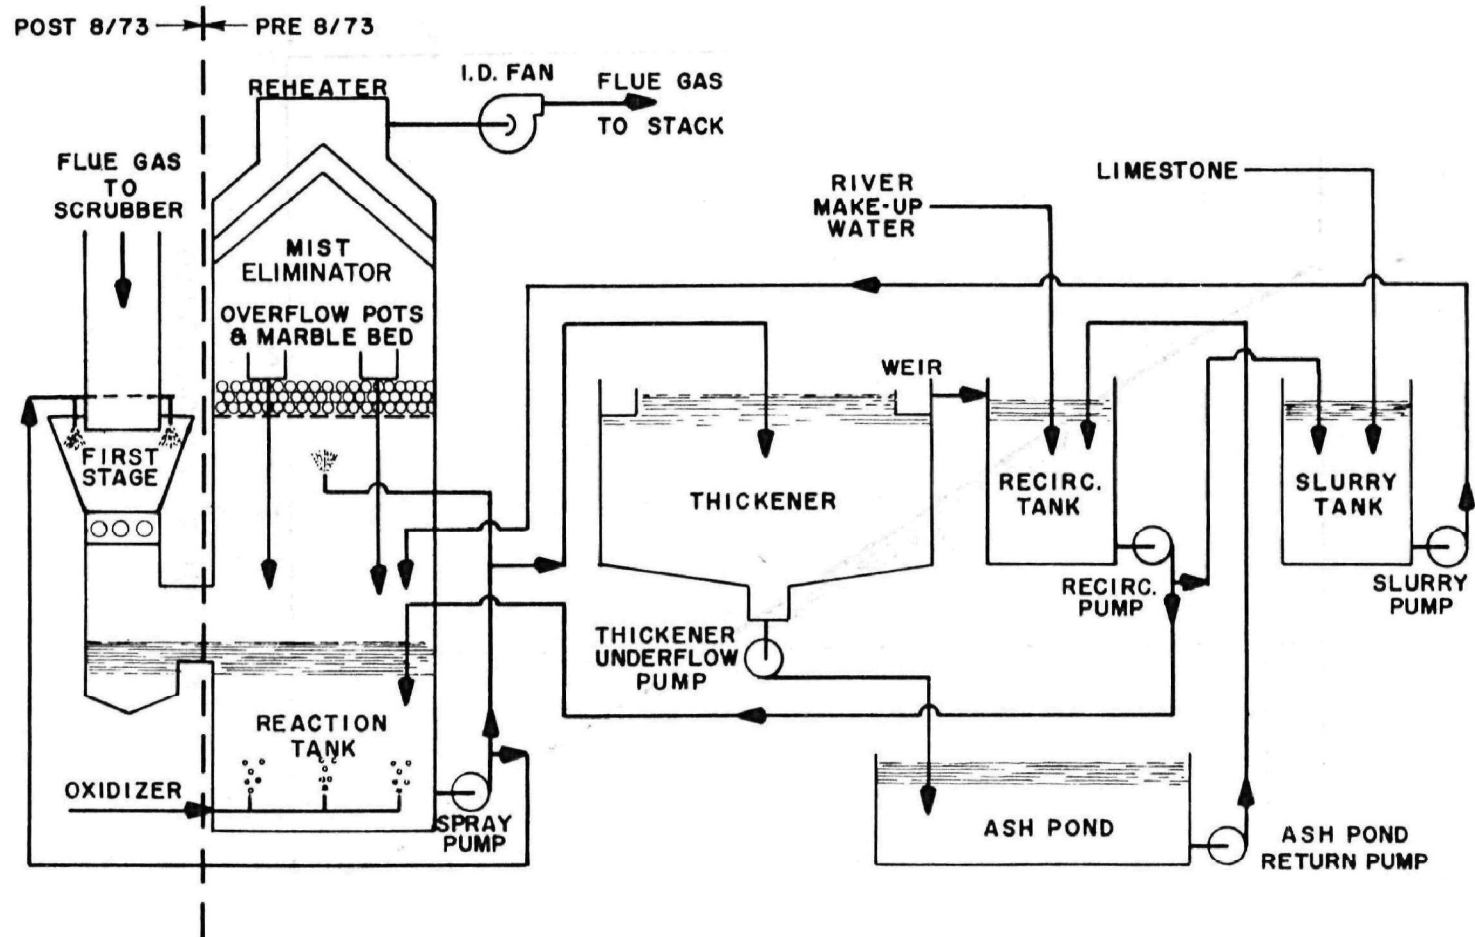 POST 8/73
PRE 8/73
REHEATER
I.D. FAN
FLUE GAS
TO STACK
FLUE GAS
TO
SCRUBBER
MIST
ELIMINATOR
OVERFLOW POTS
& MARBLE BED
RIVER
MAKE-UP
WATER
LIMESTONE
WEIR
FIRST
STAGE
THICKENER
RECIRC.
TANK
SLURRY
TANK
RECIRC.
PUMP
SLURRY
PUMP
THICKENER
UNDERFLOW
PUMP
REACTION
TANK
OXIDIZER
SPRAY
PUMP
ASH POND
ASH POND
RETURN PUMP